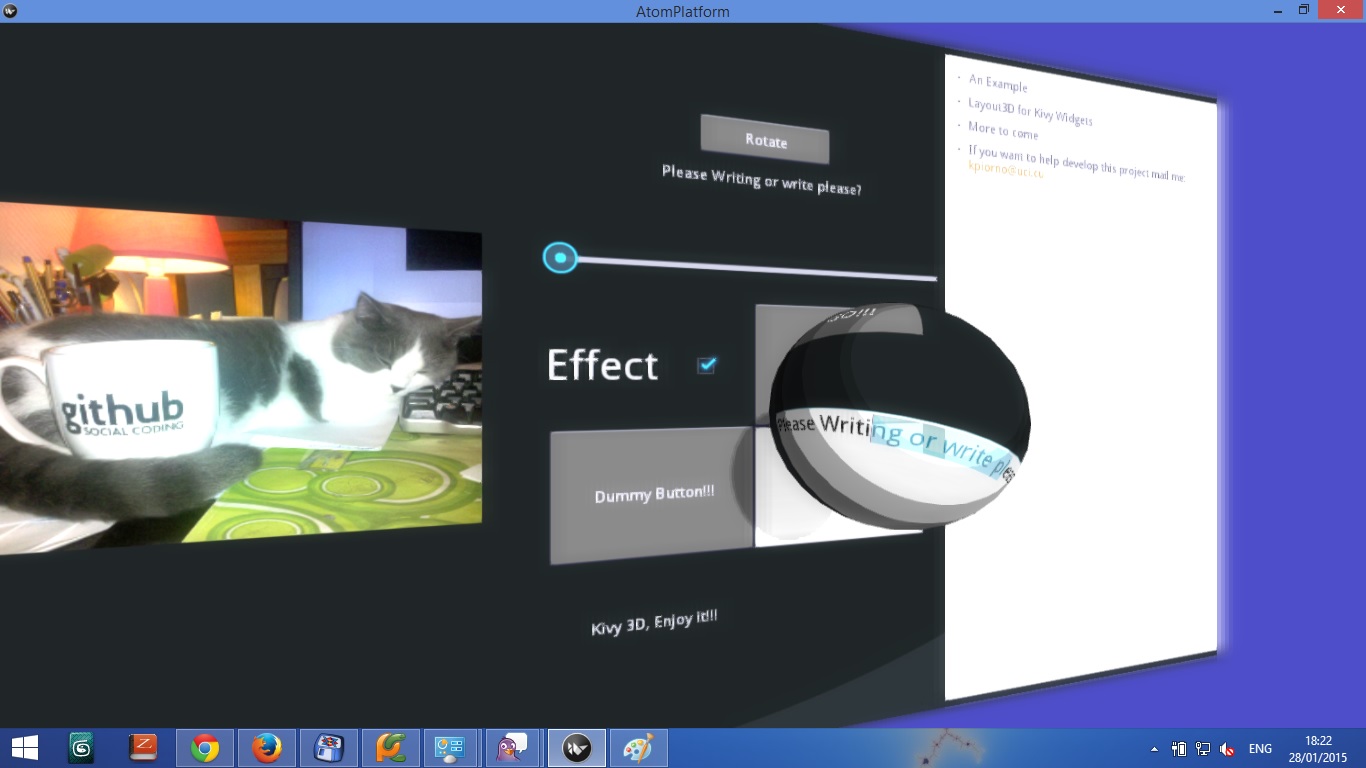 AtomPlatform
An Example
Layout3D for Kivy Widgets
More to come
If you want to help develop this project mail me:
kpiorno@uci.cu
Rotate
Please Writing or write please?
github
SOCIAL CODING
Effect
Please Writing or write pleas
Dummy Button!!!
Kivy 3D, Enjoy it!!!
ENG
18:22
28/01/2015